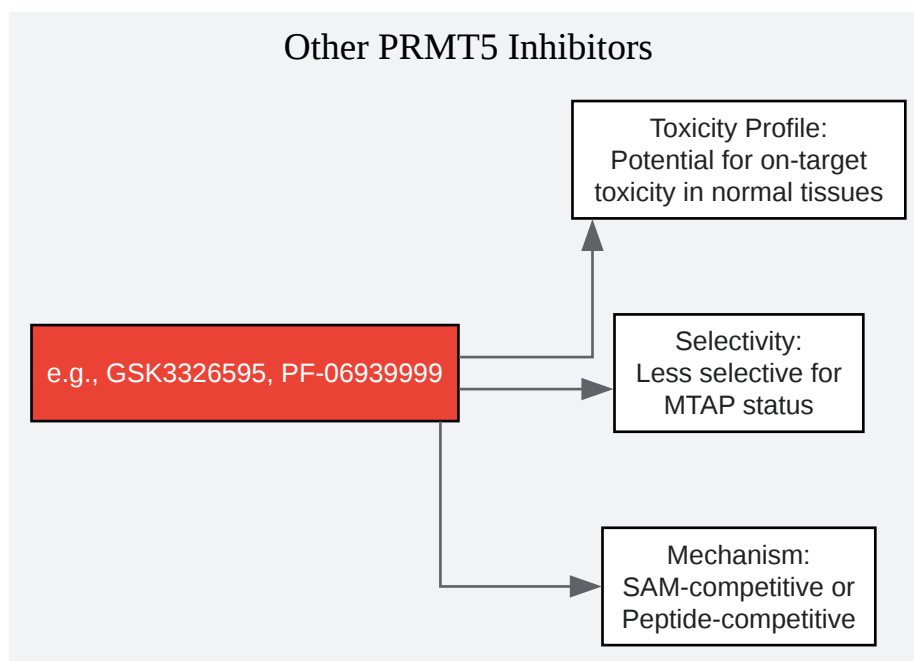 Other PRMT5 Inhibitors
Toxicity Profile:
Potential for on-target
toxicity in normal tissues
e.g., GSK3326595, PF-06939999
Selectivity:
Less selective for
MTAP status
Mechanism:
SAM-competitive or
Peptide-competitive